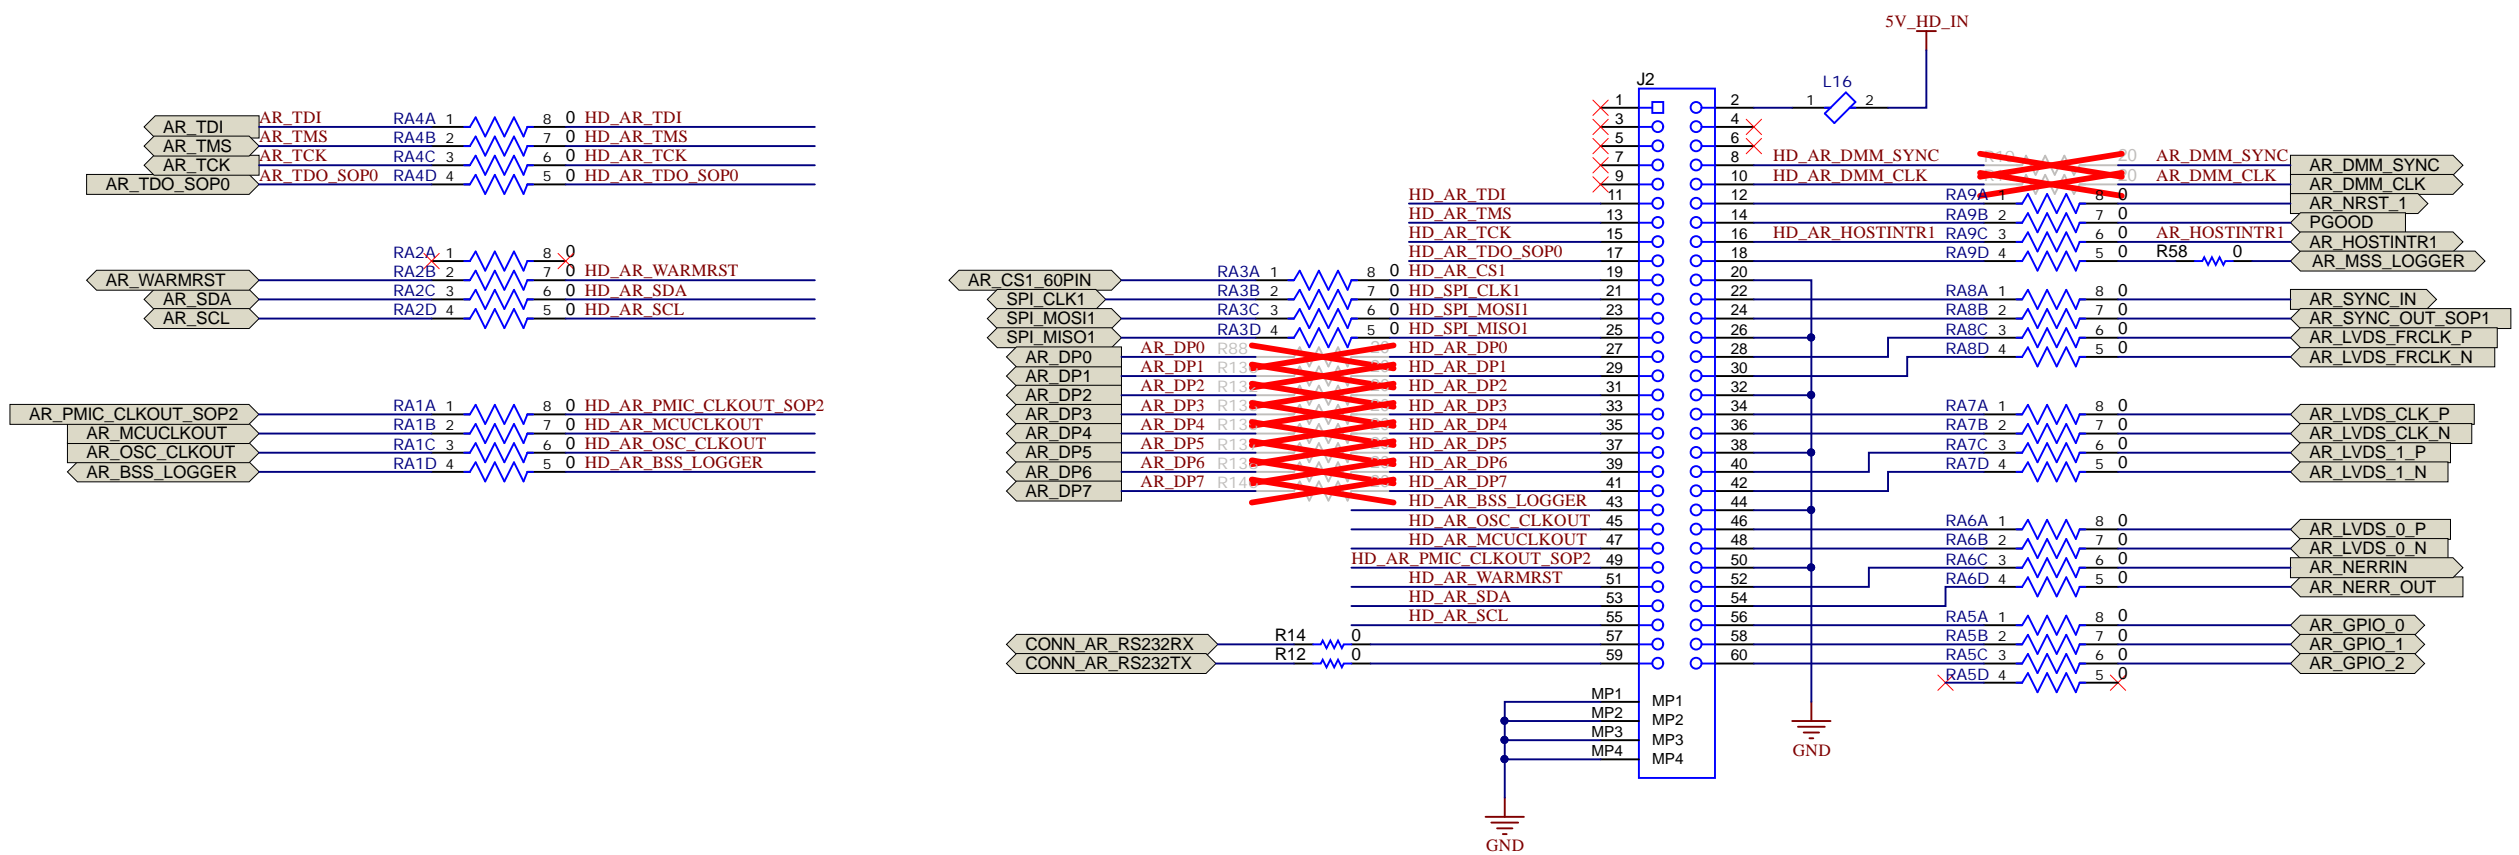 5V_HD_IN
J2
L16
1 2
AR_TDI AR_TDI RA4A 1 8 0 HD_AR_TDI
AR_TMS AR_TMS RA4B 2 7 0 HD_AR_TMS
AR_TCK AR_TCK RA4C 3 6 0 HD_AR_TCK
AR_TDO_SOP0 AR_TDO_SOP0 RA4D 4 5 0 HD_AR_TDO_SOP0
RA2A 1 8 0
AR_WARMRST RA2B 2 7 0 HD_AR_WARMRST
AR_SDA RA2C 3 6 0 HD_AR_SDA
AR_SCL RA2D 4 5 0 HD_AR_SCL
AR_PMIC_CLKOUT_SOP2 RA1A 1 8 0 HD_AR_PMIC_CLKOUT_SOP2
AR_MCUCLKOUT RA1B 2 7 0 HD_AR_MCUCLKOUT
AR_OSC_CLKOUT RA1C 3 6 0 HD_AR_OSC_CLKOUT
AR_BSS_LOGGER RA1D 4 5 0 HD_AR_BSS_LOGGER
1 2
3 4
5 6
7 8 HD_AR_DMM_SYNC 20 AR_DMM_SYNC AR_DMM_SYNC
9 10 HD_AR_DMM_CLK 20 AR_DMM_CLK AR_DMM_CLK
HD_AR_TDI 11 12 RA9A 1 8 0 AR_NRST_1
HD_AR_TMS 13 14 RA9B 2 7 0 PGOOD
HD_AR_TCK 15 16 HD_AR_HOSTINTR1 RA9C 3 6 0 AR_HOSTINTR1 AR_HOSTINTR1
HD_AR_TDO_SOP0 17 18 RA9D 4 5 0 R58 0 AR_MSS_LOGGER
AR_CS1_60PIN RA3A 1 8 0 HD_AR_CS1 19 20
SPI_CLK1 RA3B 2 7 0 HD_SPI_CLK1 21 22 RA8A 1 8 0 AR_SYNC_IN
SPI_MOSI1 RA3C 3 6 0 HD_SPI_MOSI1 23 24 RA8B 2 7 0 AR_SYNC_OUT_SOP1
SPI_MISO1 RA3D 4 5 0 HD_SPI_MISO1 25 26 RA8C 3 6 0 AR_LVDS_FRCLK_P
AR_DP0 AR_DP0 R88 HD_AR_DP0 27 28 RA8D 4 5 0 AR_LVDS_FRCLK_N
AR_DP1 AR_DP1 HD_AR_DP1 29 30
AR_DP2 AR_DP2 HD_AR_DP2 31 32
AR_DP3 AR_DP3 HD_AR_DP3 33 34 RA7A 1 8 0 AR_LVDS_CLK_P
AR_DP4 AR_DP4 HD_AR_DP4 35 36 RA7B 2 7 0 AR_LVDS_CLK_N
AR_DP5 AR_DP5 HD_AR_DP5 37 38 RA7C 3 6 0 AR_LVDS_1_P
AR_DP6 AR_DP6 HD_AR_DP6 39 40 RA7D 4 5 0 AR_LVDS_1_N
AR_DP7 AR_DP7 HD_AR_DP7 41 42
HD_AR_BSS_LOGGER 43 44
HD_AR_OSC_CLKOUT 45 46 RA6A 1 8 0 AR_LVDS_0_P
HD_AR_MCUCLKOUT 47 48 RA6B 2 7 0 AR_LVDS_0_N
HD_AR_PMIC_CLKOUT_SOP2 49 50 RA6C 3 6 0 AR_NERRIN
HD_AR_WARMRST 51 52 RA6D 4 5 0 AR_NERR_OUT
HD_AR_SDA 53 54
HD_AR_SCL 55 56 RA5A 1 8 0 AR_GPIO_0
CONN_AR_RS232RX R14 0 57 58 RA5B 2 7 0 AR_GPIO_1
CONN_AR_RS232TX R12 0 59 60 RA5C 3 6 0 AR_GPIO_2
RA5D 4 5 0
MP1 MP1
MP2 MP2
MP3 MP3
MP4 MP4
GND
GND